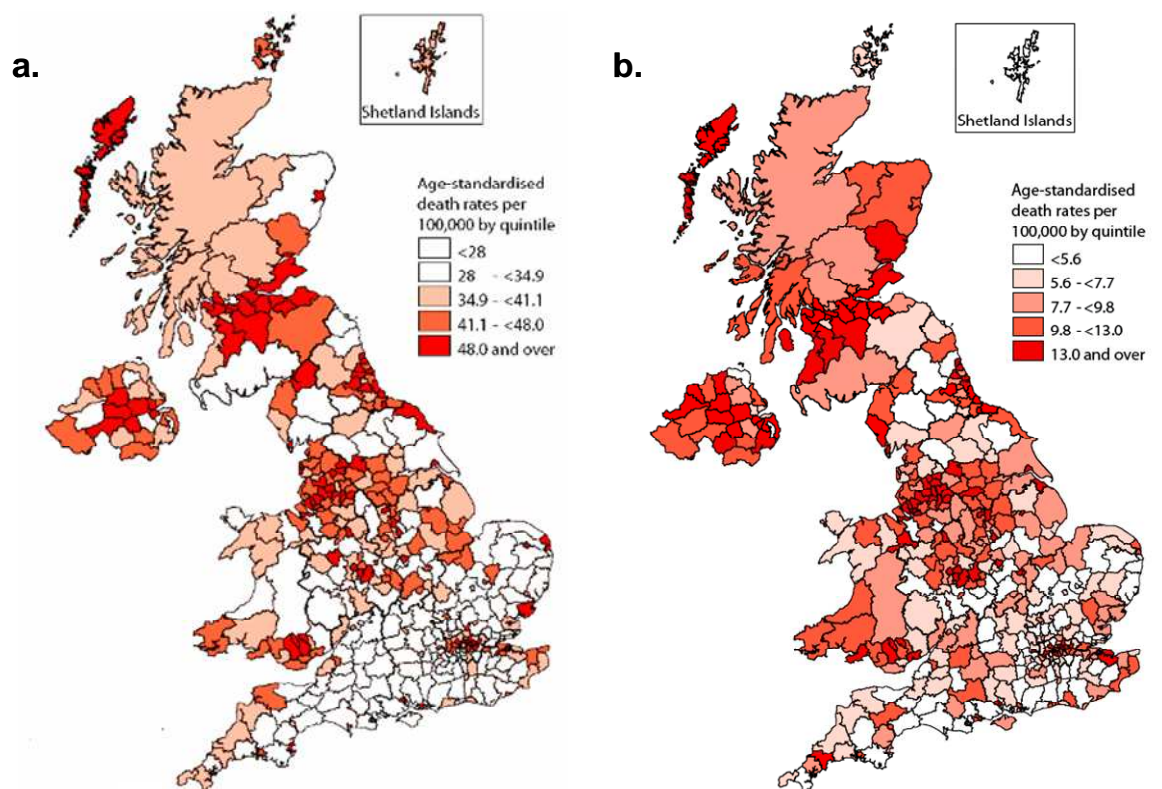 a.
Shetland Islands
Age-standardised
death rates per
100,000 by quintile
<28
28 - <34.9
34.9 - <41.1
41.1 - <48.0
48.0 and over
b.
Shetland Islands
Age-standardised
death rates per
100,000 by quintile
<5.6
5.6 - <7.7
7.7 - <9.8
9.8 - <13.0
13.0 and over